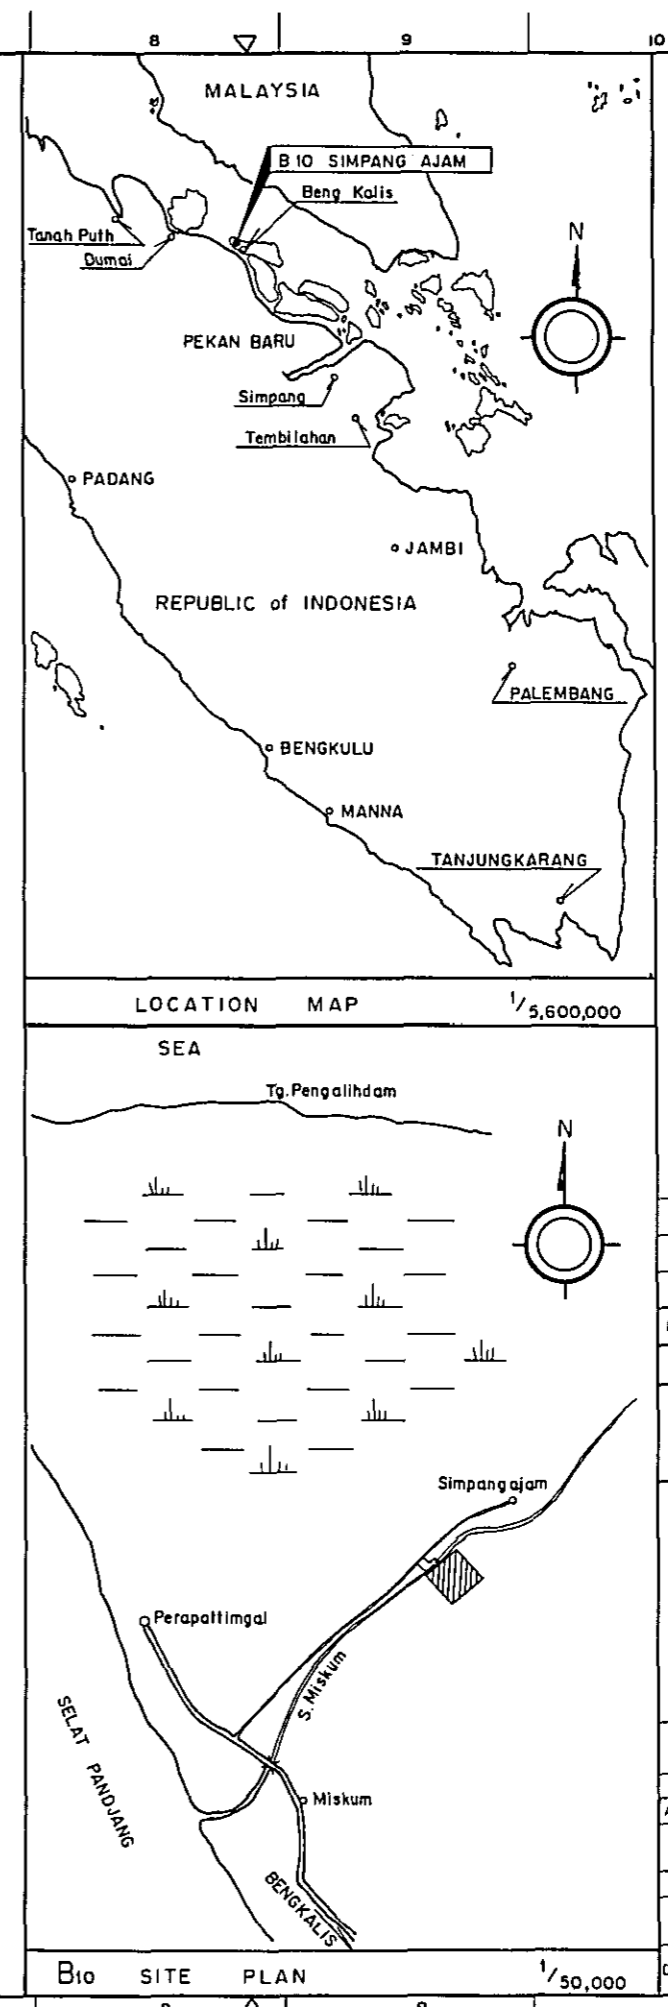 8 9 10
MALAYSIA
B 10 SIMPANG AJAM
Beng Kalis
Tanah Puth
Dumai
N
PEKAN BARU
Simpang
Tembilahan
PADANG
JAMBI
REPUBLIC of INDONESIA
PALEMBANG
BENGKULU
MANNA
TANJUNGKARANG
LOCATION MAP 1/5,600,000
SEA
Tg. Pengalihdam
N
Simpangajam
Perapattimgal
S. Miskum
SELAT PANDJANG
Miskum
BENGKALIS
B10 SITE PLAN 1/50,000